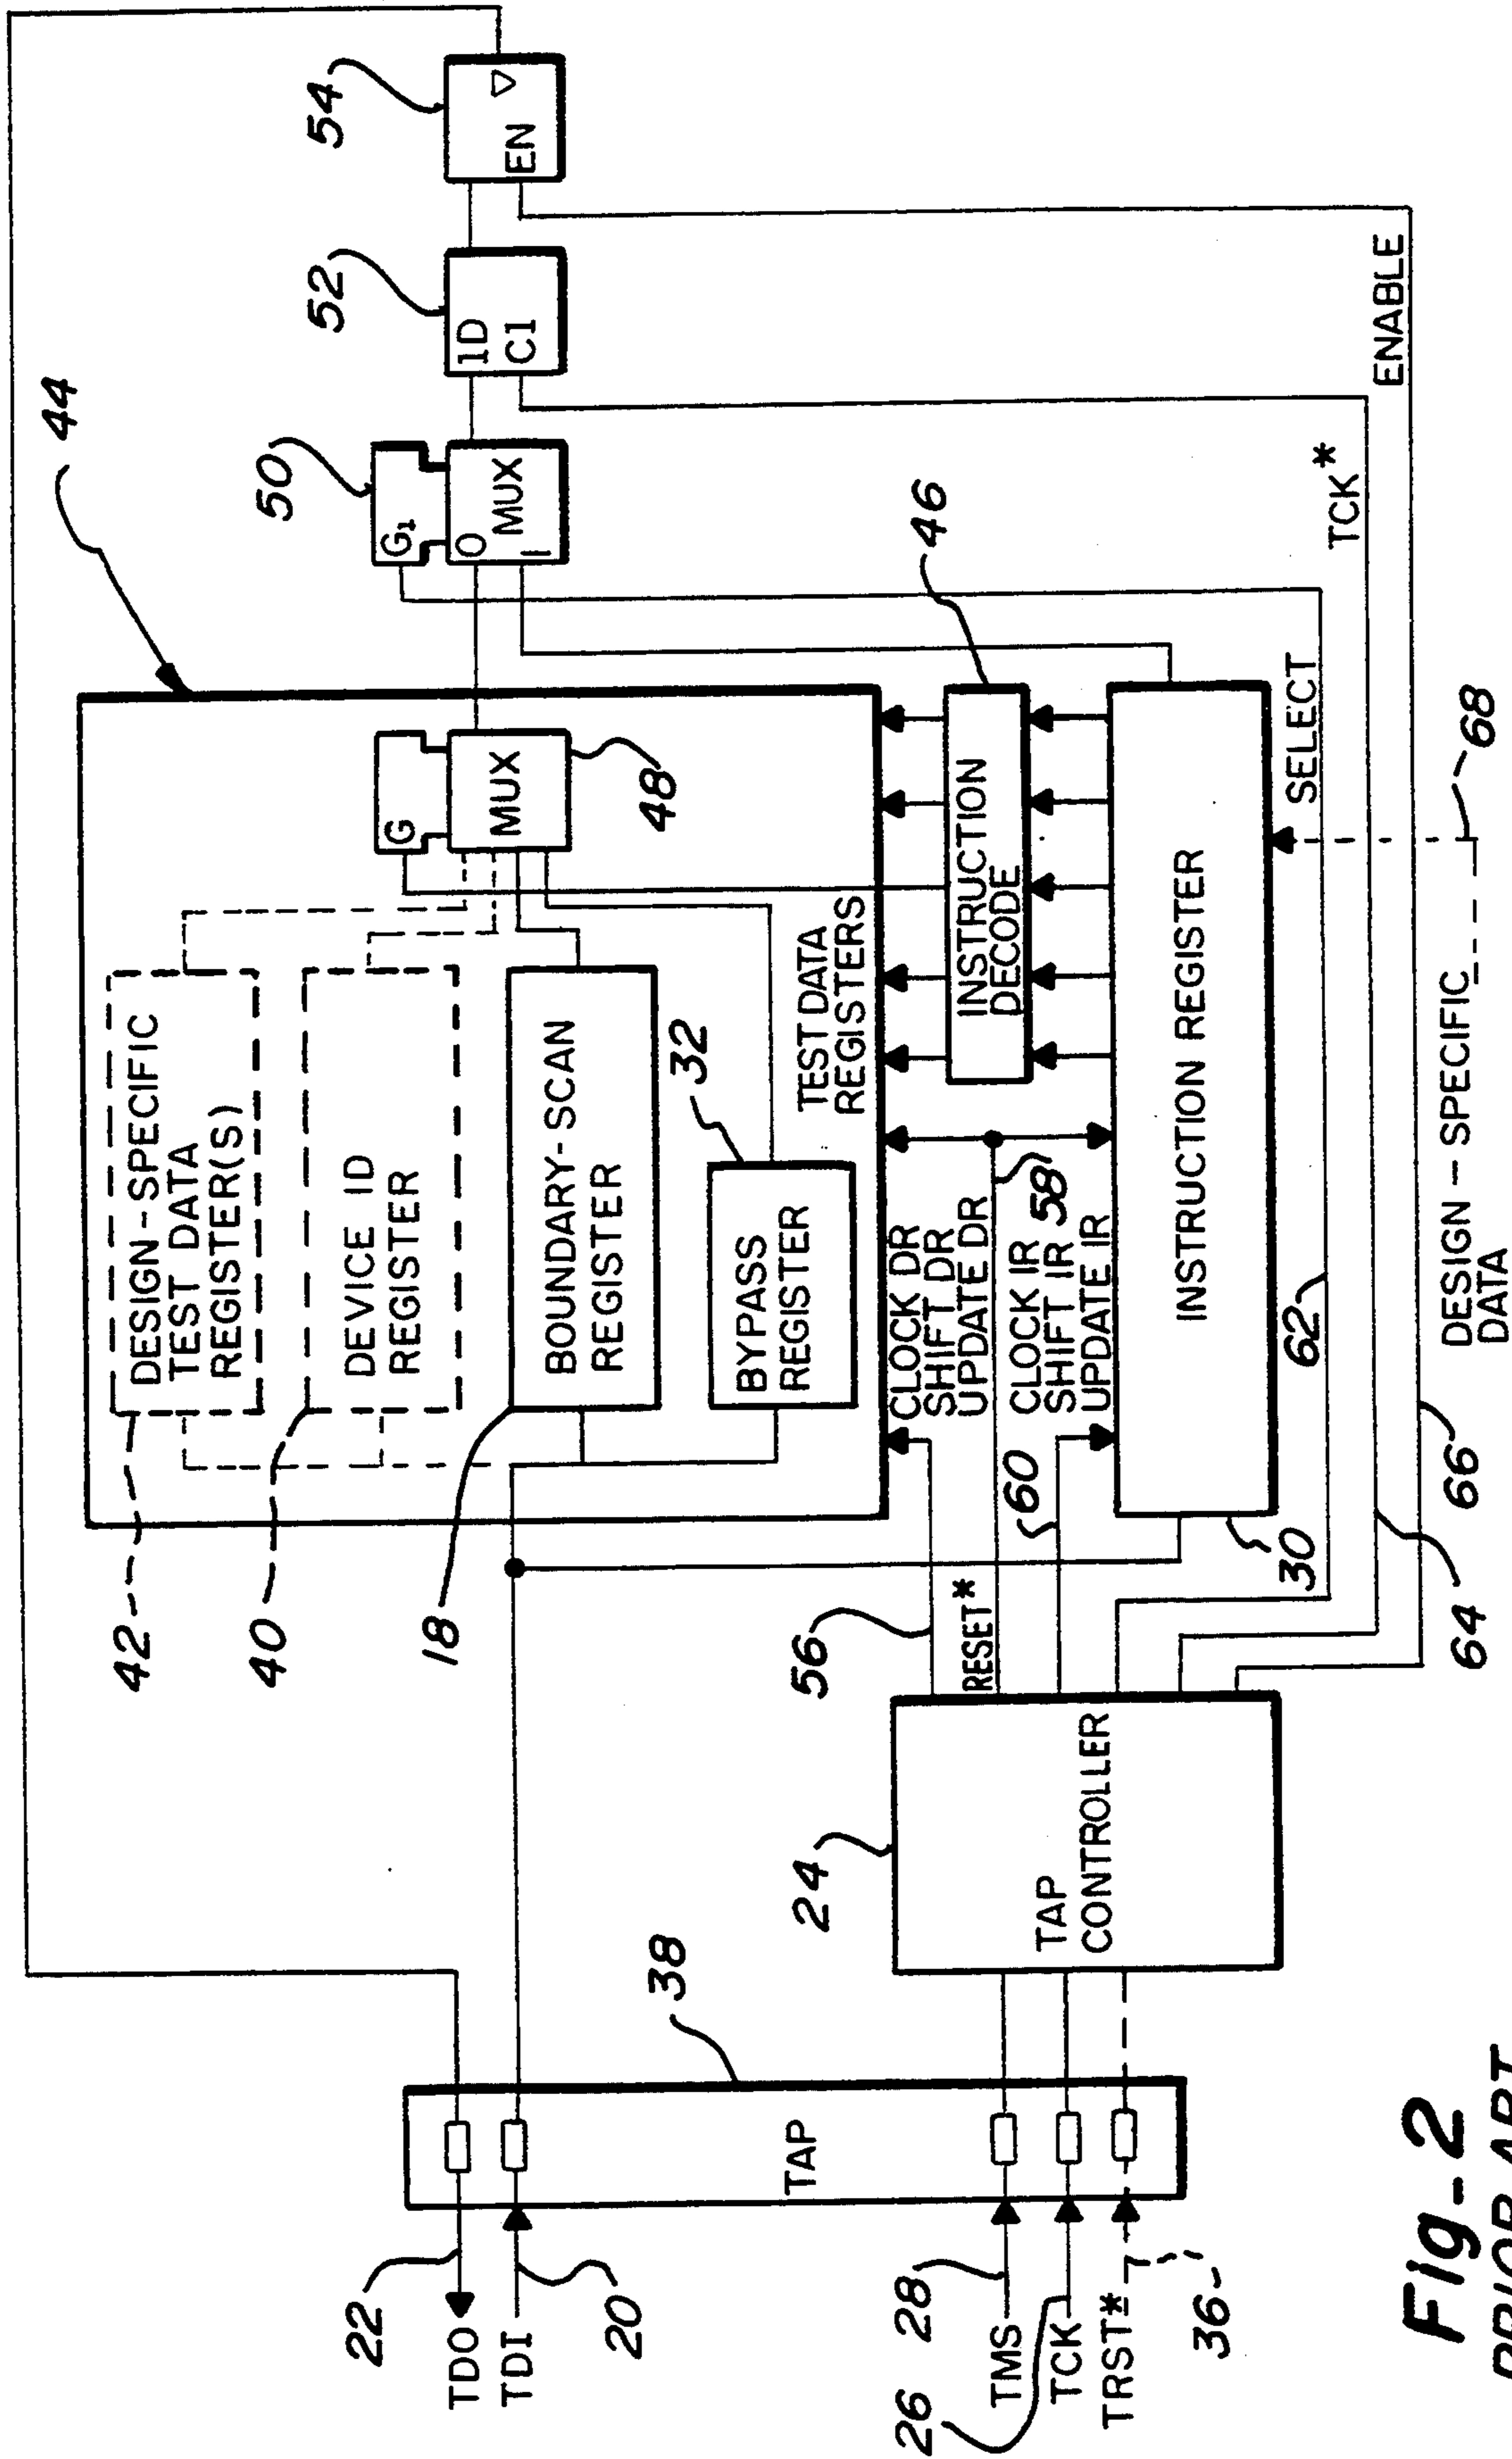 44
42
DESIGN-SPECIFIC
TEST DATA
REGISTER(S)
40
DEVICE ID
REGISTER
18
BOUNDARY-SCAN
REGISTER
32
BYPASS
REGISTER
TEST DATA
REGISTERS
G
MUX
48
50
G1
0
MUX
1
52
1D
C1
54
EN
22
TDO
TDI
20
38
TAP
28
TMS
26
TCK
TRST*
36
24
TAP
CONTROLLER
56
RESET*
60
CLOCK DR
SHIFT DR
UPDATE DR
58
CLOCK IR
SHIFT IR
UPDATE IR
46
INSTRUCTION
DECODE
INSTRUCTION REGISTER
30
62
SELECT
TCK*
ENABLE
64
66
68
DESIGN-SPECIFIC
DATA
Fig-2
PRIOR ART